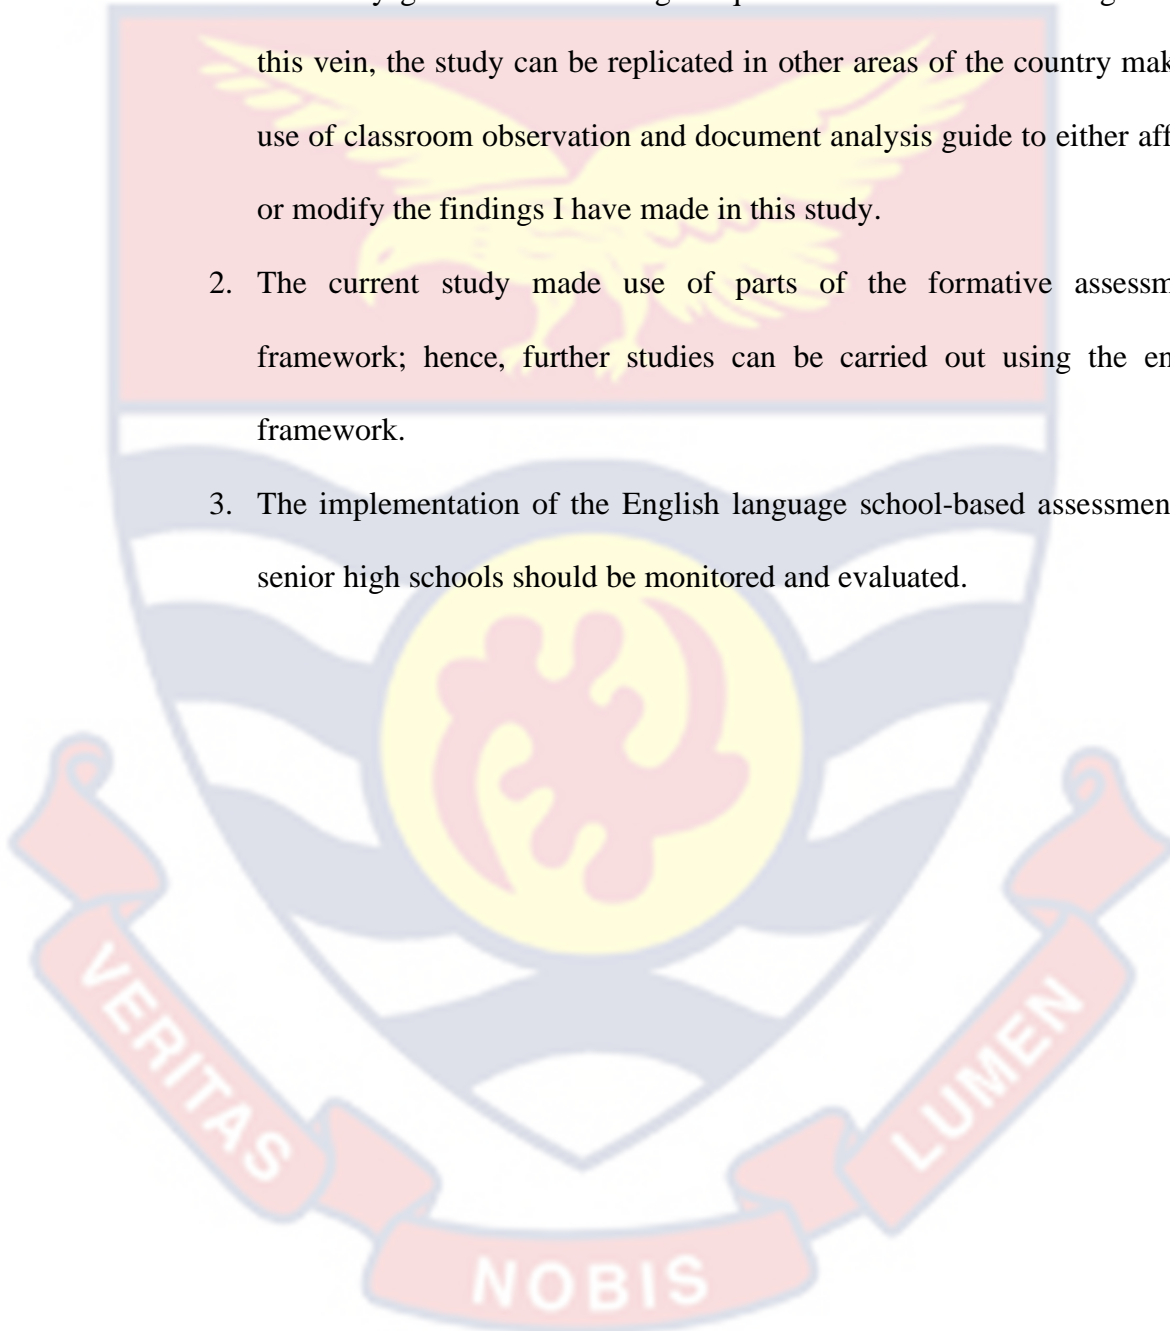 this vein, the study can be replicated in other areas of the country mak
use of classroom observation and document analysis guide to either aff
or modify the findings I have made in this study.
2. The current study made use of parts of the formative assessm
framework; hence, further studies can be carried out using the en
framework.
3. The implementation of the English language school-based assessmen
senior high schools should be monitored and evaluated.
VERITAS
NOBIS
LUMEN